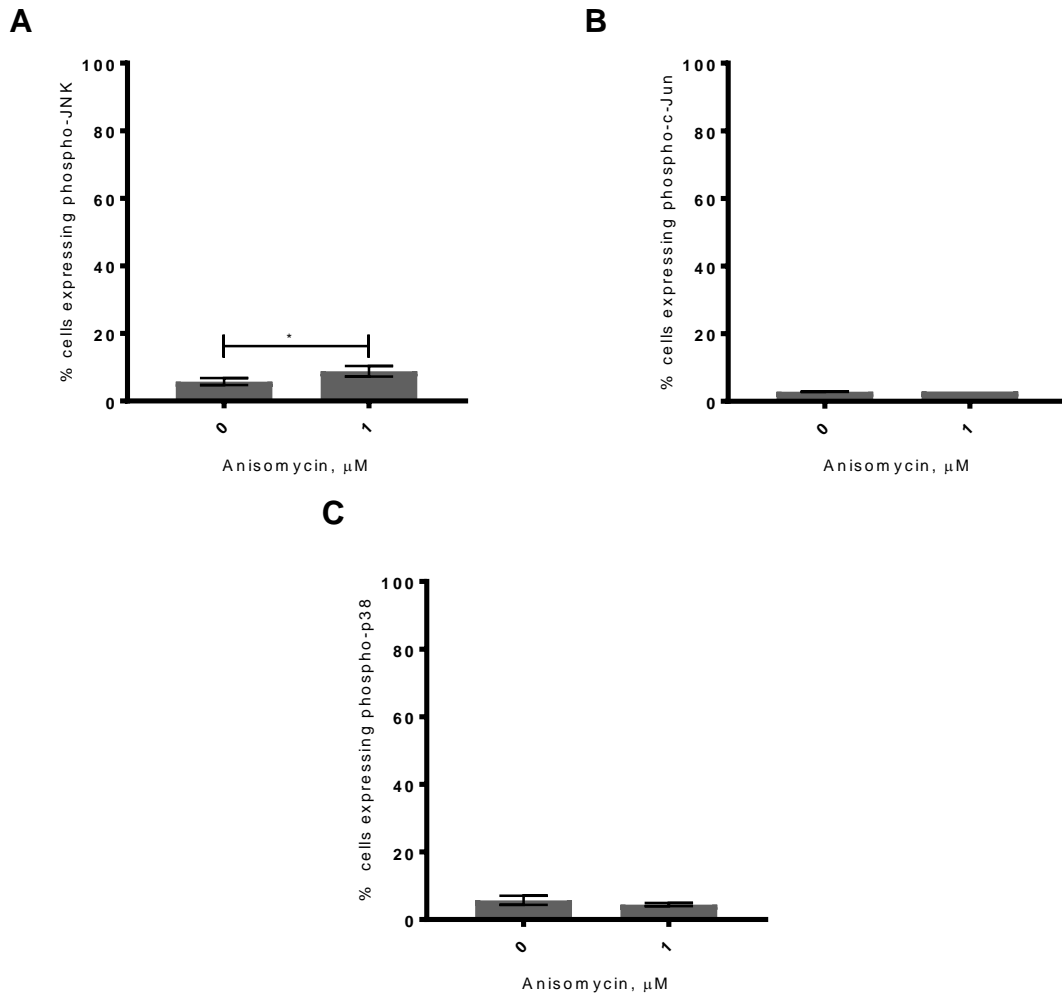 A
% cells expressing phospho-JNK
100
80
60
40
20
0
*
0
1
Anisomycin, μM
B
% cells expressing phospho-c-Jun
100
80
60
40
20
0
0
1
Anisomycin, μM
C
% cells expressing phospho-p38
100
80
60
40
20
0
0
1
Anisomycin, μM